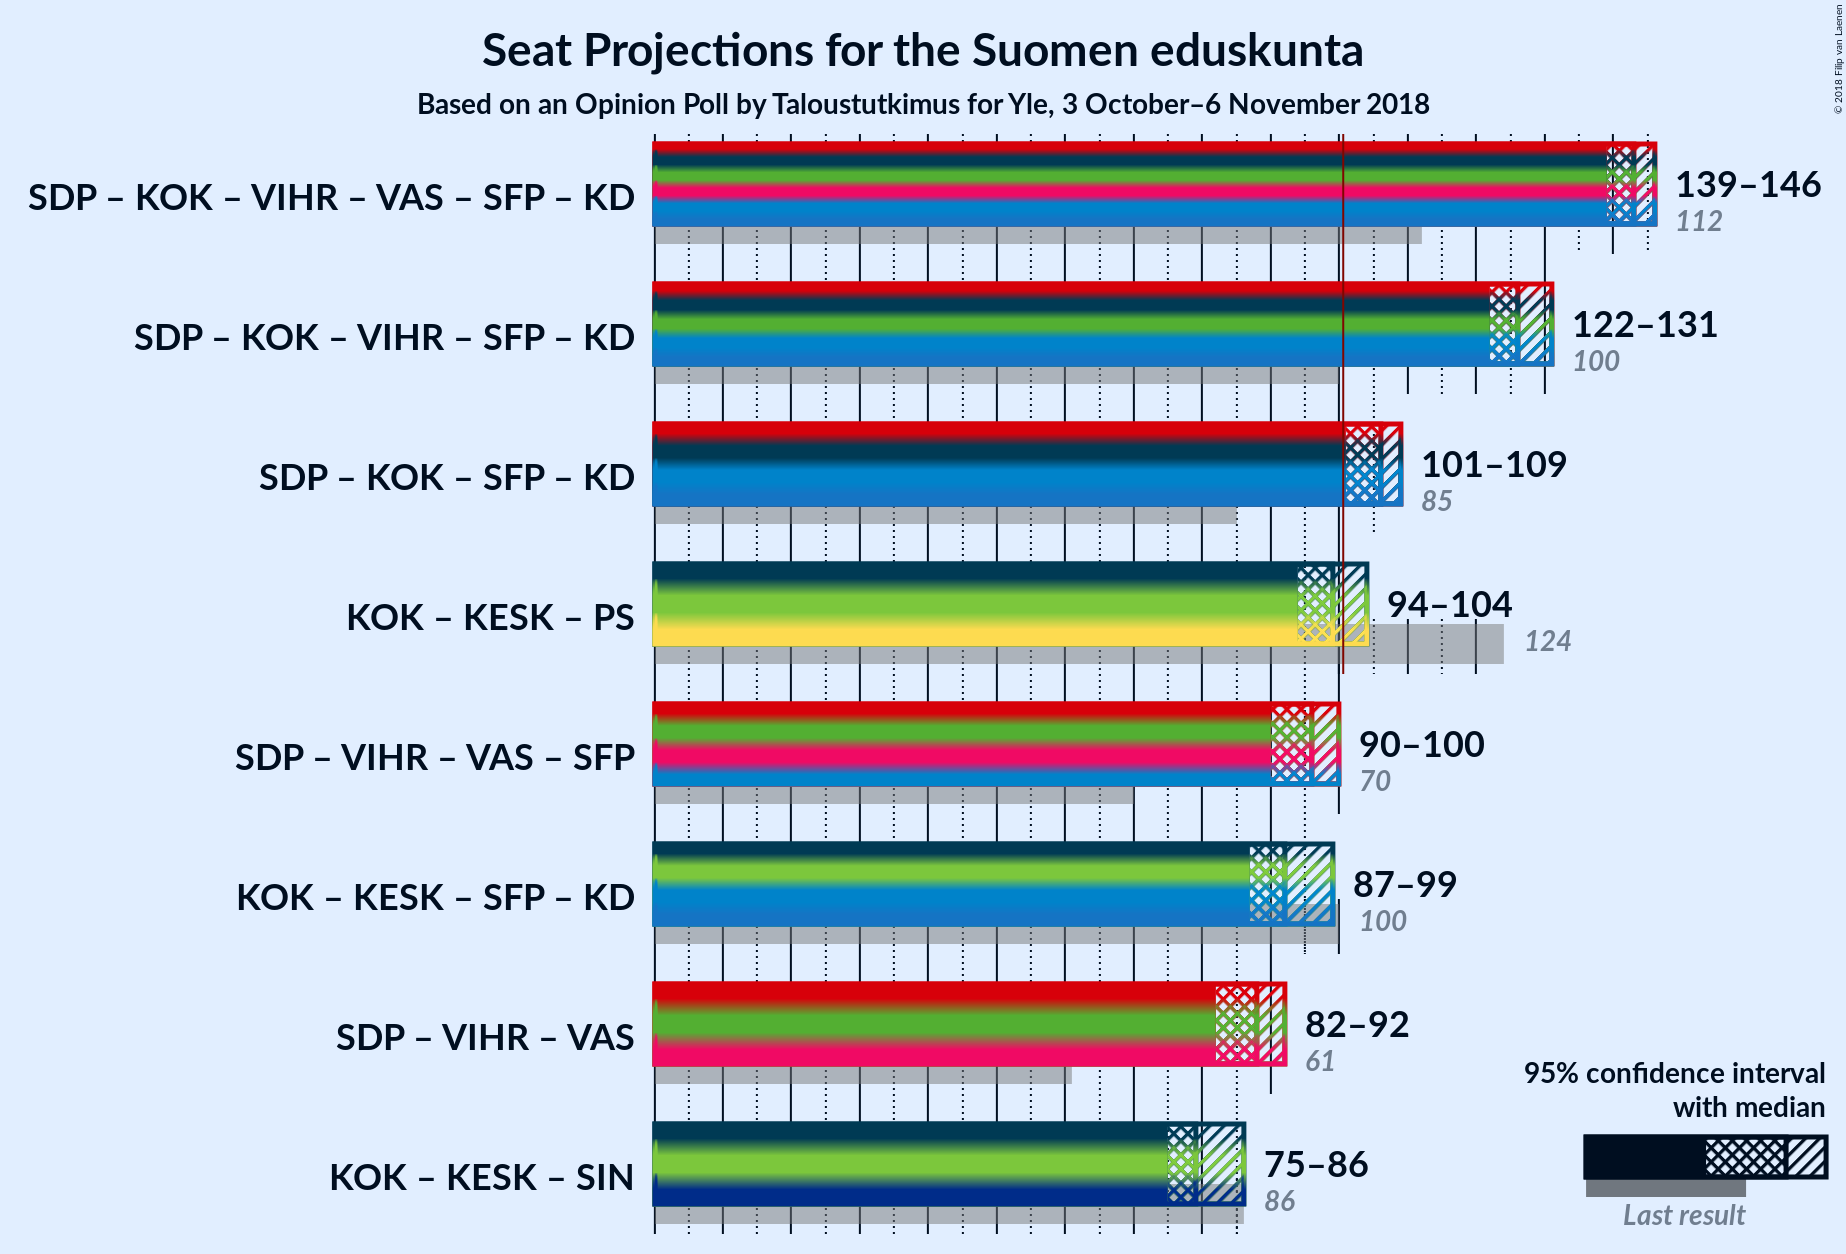 Seat Projections for the Suomen eduskunta
Based on an Opinion Poll by Taloustutkimus for Yle, 3 October–6 November 2018
© 2018 Filip van Laenen
SDP – KOK – VIHR – VAS – SFP – KD
139–146
112
SDP – KOK – VIHR – SFP – KD
122–131
100
SDP – KOK – SFP – KD
101–109
85
KOK – KESK – PS
94–104
124
SDP – VIHR – VAS – SFP
90–100
70
KOK – KESK – SFP – KD
87–99
100
SDP – VIHR – VAS
82–92
61
KOK – KESK – SIN
75–86
86
95% confidence interval
with median
Last result